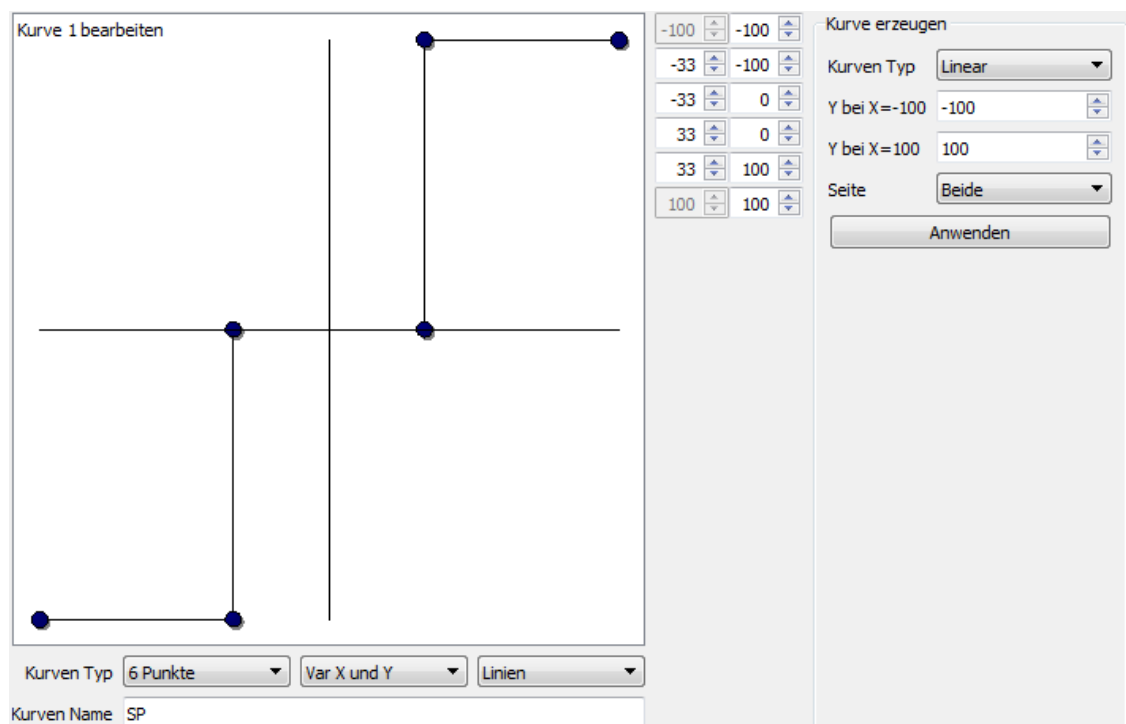 Kurve 1 bearbeiten
-100 -100
-33 -100
-33 0
33 0
33 100
100 100
Kurve erzeugen
Kurven Typ Linear
Y bei X=-100 -100
Y bei X=100 100
Seite Beide
Anwenden
Kurven Typ 6 Punkte Var X und Y Linien
Kurven Name SP